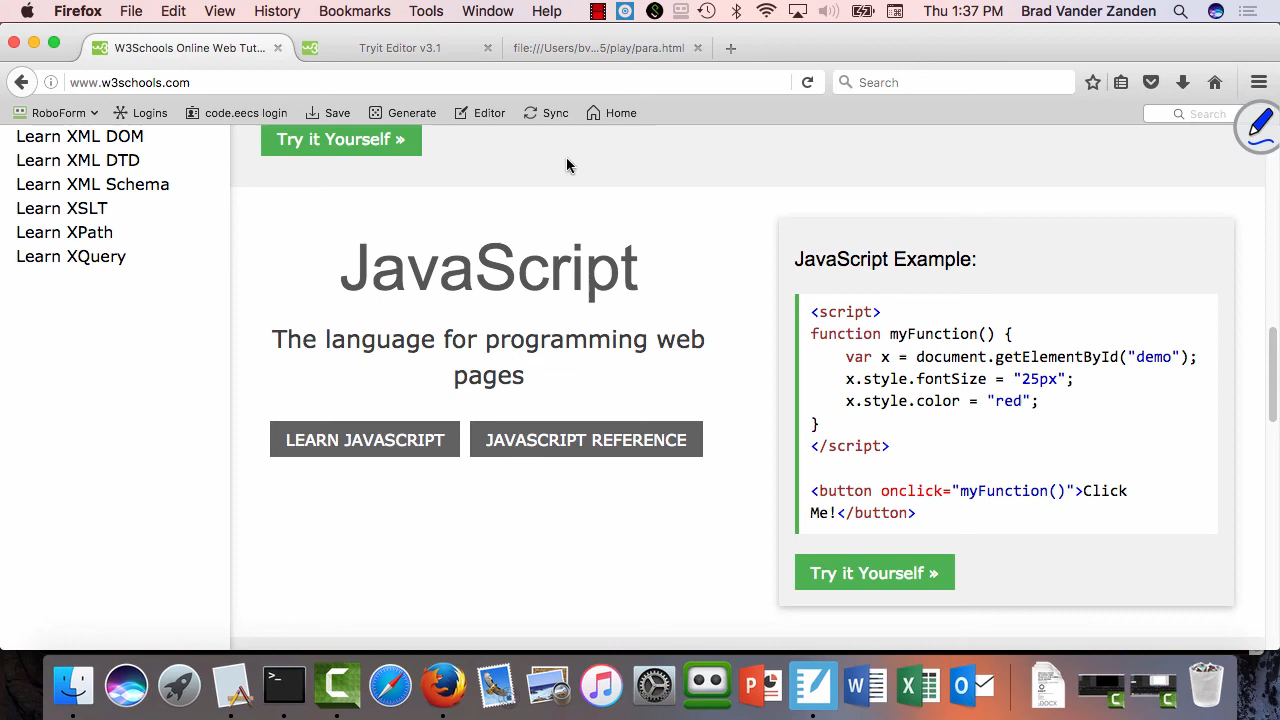 Firefox File Edit View History Bookmarks Tools Window Help Thu 1:37 PM Brad Vander Zanden
W3Schools Online Web Tut... Tryit Editor v3.1 file:///Users/bv...5/play/para.html
www.w3schools.com Search
RoboForm Logins code.eecs login Save Generate Editor Sync Home Search
Learn XML DOM
Learn XML DTD
Learn XML Schema
Learn XSLT
Learn XPath
Learn XQuery
Try it Yourself »
JavaScript
The language for programming web
pages
LEARN JAVASCRIPT JAVASCRIPT REFERENCE
JavaScript Example:
<script>
function myFunction() {
    var x = document.getElementById("demo");
    x.style.fontSize = "25px";
    x.style.color = "red";
}
</script>
<button onclick="myFunction()">Click
Me!</button>
Try it Yourself »